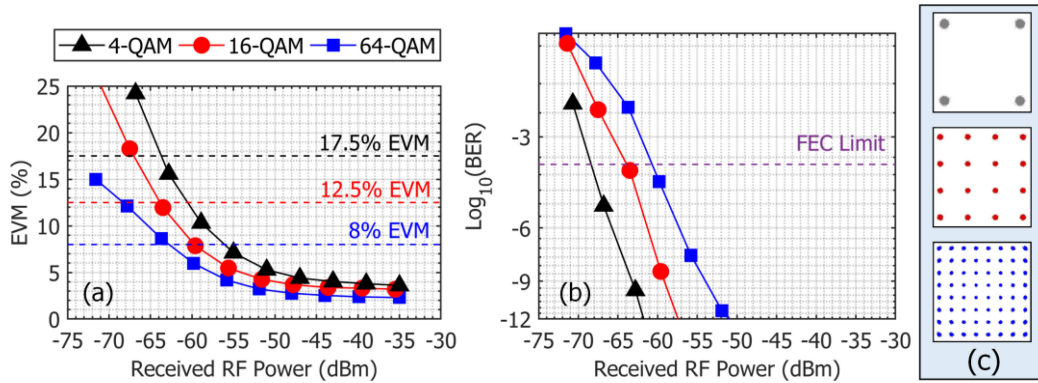 4-QAM 16-QAM 64-QAM
EVM (%)
25
20
15
10
5
0
17.5% EVM
12.5% EVM
8% EVM
(a)
-75 -70 -65 -60 -55 -50 -45 -40 -35 -30
Received RF Power (dBm)
Log10(BER)
-3
-6
-9
-12
FEC Limit
(b)
-75 -70 -65 -60 -55 -50 -45 -40 -35 -30
Received RF Power (dBm)
(c)